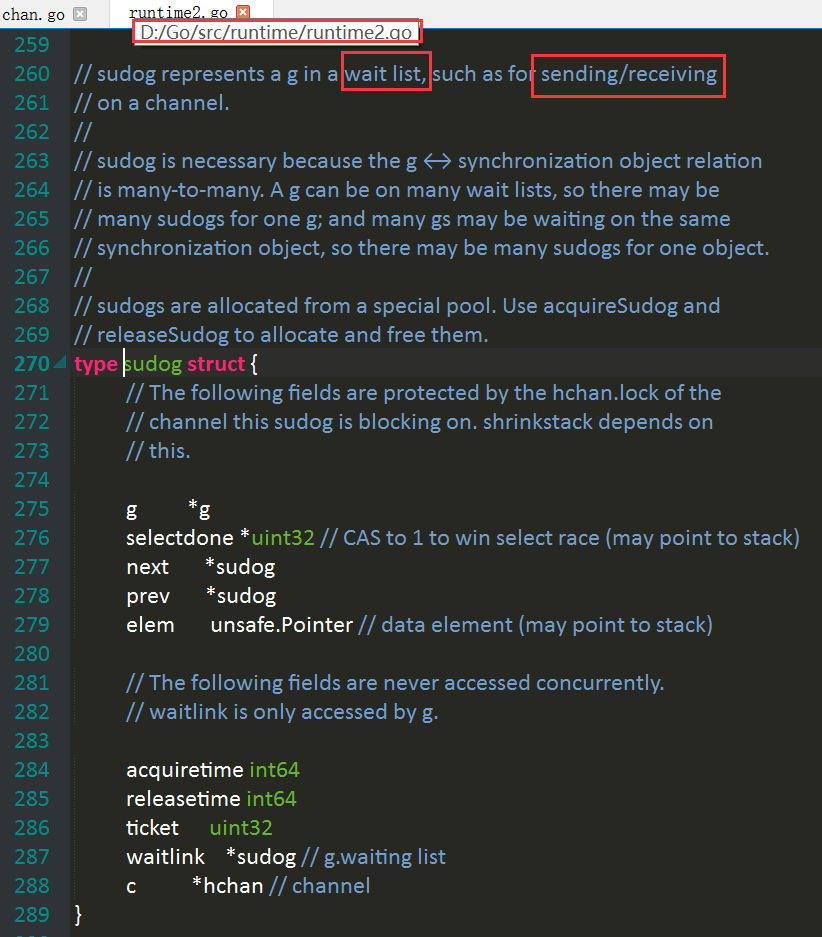 chan.go
runtime2.go
D:/Go/src/runtime/runtime2.go
259
260 // sudog represents a g in a wait list, such as for sending/receiving
261 // on a channel.
262 //
263 // sudog is necessary because the g ↔ synchronization object relation
264 // is many-to-many. A g can be on many wait lists, so there may be
265 // many sudogs for one g; and many gs may be waiting on the same
266 // synchronization object, so there may be many sudogs for one object.
267 //
268 // sudogs are allocated from a special pool. Use acquireSudog and
269 // releaseSudog to allocate and free them.
270 type sudog struct {
271 // The following fields are protected by the hchan.lock of the
272 // channel this sudog is blocking on. shrinkstack depends on
273 // this.
274
275 g *g
276 selectdone *uint32 // CAS to 1 to win select race (may point to stack)
277 next *sudog
278 prev *sudog
279 elem unsafe.Pointer // data element (may point to stack)
280
281 // The following fields are never accessed concurrently.
282 // waitlink is only accessed by g.
283
284 acquiretime int64
285 releasetime int64
286 ticket uint32
287 waitlink *sudog // g.waiting list
288 c *hchan // channel
289 }